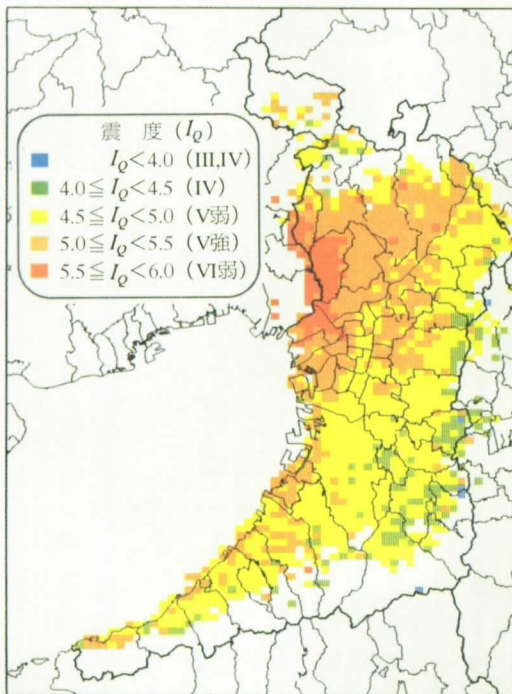 震 度 (I_Q)
I_Q<4.0 (III,IV)
4.0≦ I_Q<4.5 (IV)
4.5≦ I_Q<5.0 (V弱)
5.0≦ I_Q<5.5 (V強)
5.5≦ I_Q<6.0 (VI弱)